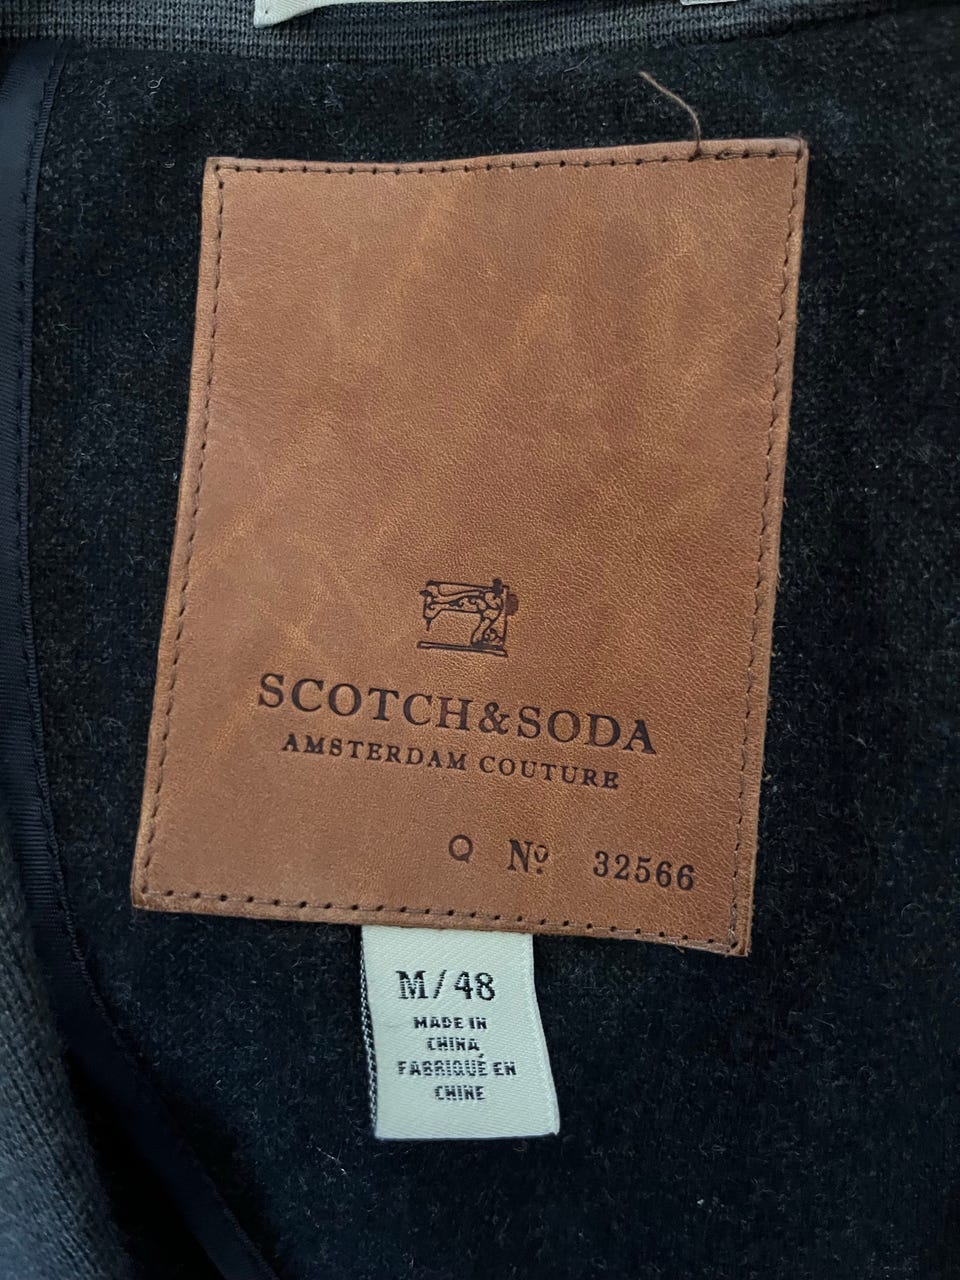 SCOTCH&SODA
AMSTERDAM COUTURE
Q Nº. 32566
M/48
MADE IN
CHINA,
FABRIQUÉ EN
CHINE